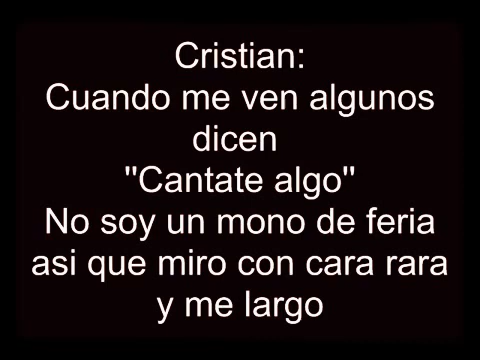 Cristian:
Cuando me ven algunos
dicen
"Cantate algo"
No soy un mono de feria
asi que miro con cara rara
y me largo